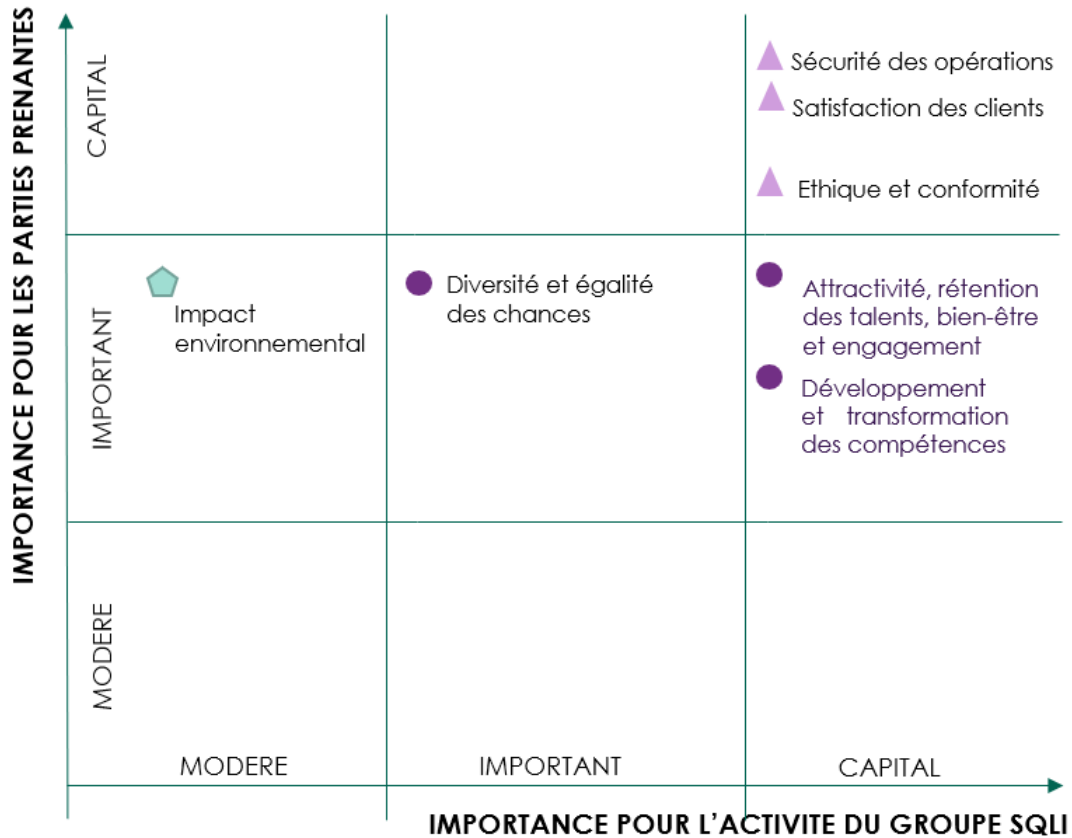 IMPORTANCE POUR LES PARTIES PRENANTES
CAPITAL
IMPORTANT
MODERE
Sécurité des opérations
Satisfaction des clients
Ethique et conformité
Impact
environnemental
Diversité et égalité
des chances
Attractivité, rétention
des talents, bien-être
et engagement
Développement
et transformation
des compétences
MODERE
IMPORTANT
CAPITAL
IMPORTANCE POUR L'ACTIVITE DU GROUPE SQLI